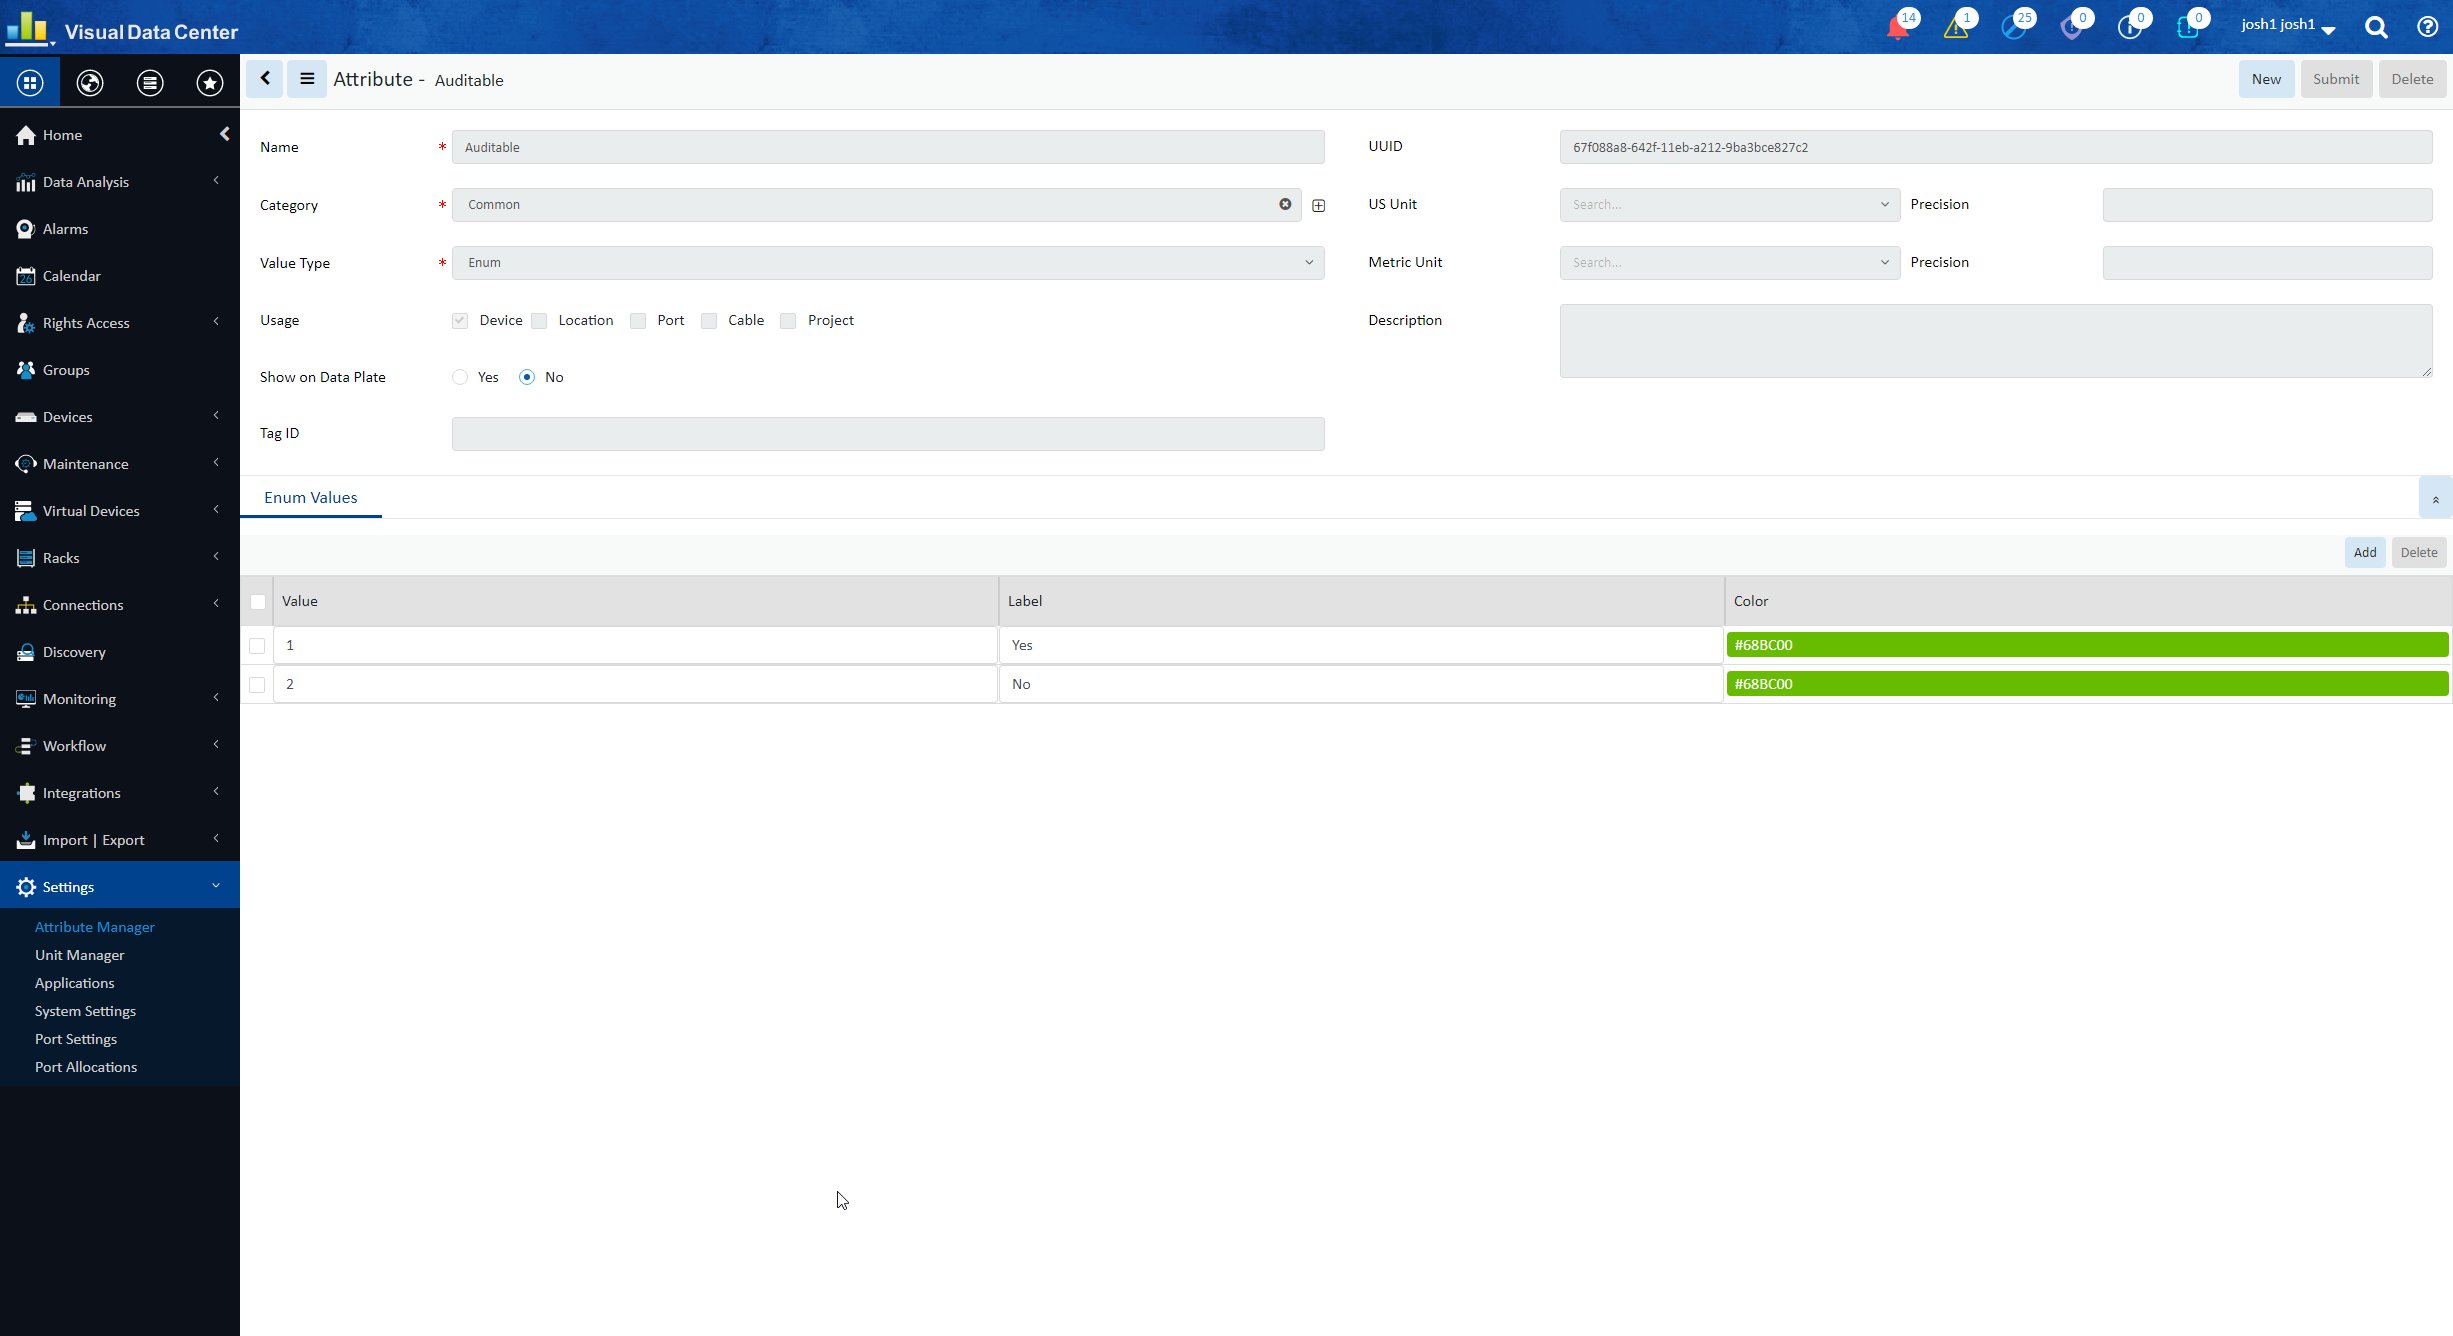 Visual Data Center
14
1
25
0
0
0
josh1 josh1
Attribute - Auditable
New
Submit
Delete
Home
Data Analysis
Alarms
Calendar
26
Rights Access
Groups
Devices
Maintenance
Virtual Devices
Racks
Connections
Discovery
Monitoring
Workflow
Integrations
Import | Export
Settings
Attribute Manager
Unit Manager
Applications
System Settings
Port Settings
Port Allocations
Name * Auditable
UUID 67f088a8-642f-11eb-a212-9ba3bce827c2
Category * Common
US Unit Search... Precision
Value Type * Enum
Metric Unit Search... Precision
Usage Device Location Port Cable Project
Description
Show on Data Plate Yes No
Tag ID
Enum Values
Add Delete
Value Label Color
1 Yes #68BC00
2 No #68BC00